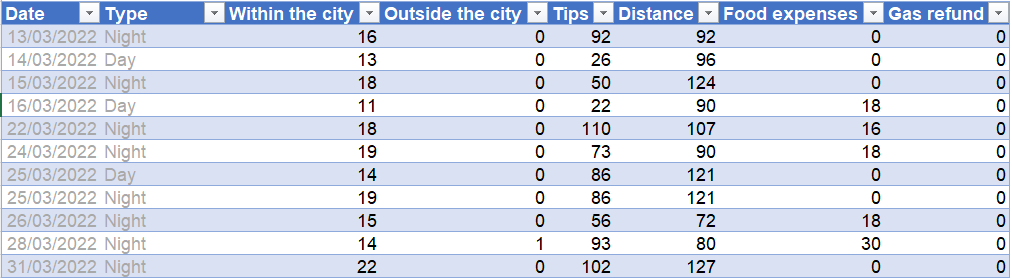 Date Type Within the city Outside the city Tips Distance Food expenses Gas refund
13/03/2022 Night 16 0 92 92 0 0
14/03/2022 Day 13 0 26 96 0 0
15/03/2022 Night 18 0 50 124 0 0
16/03/2022 Day 11 0 22 90 18 0
22/03/2022 Night 18 0 110 107 16 0
24/03/2022 Night 19 0 73 90 18 0
25/03/2022 Day 14 0 86 121 0 0
25/03/2022 Night 19 0 86 121 0 0
26/03/2022 Night 15 0 56 72 18 0
28/03/2022 Night 14 1 93 80 30 0
31/03/2022 Night 22 0 102 127 0 0